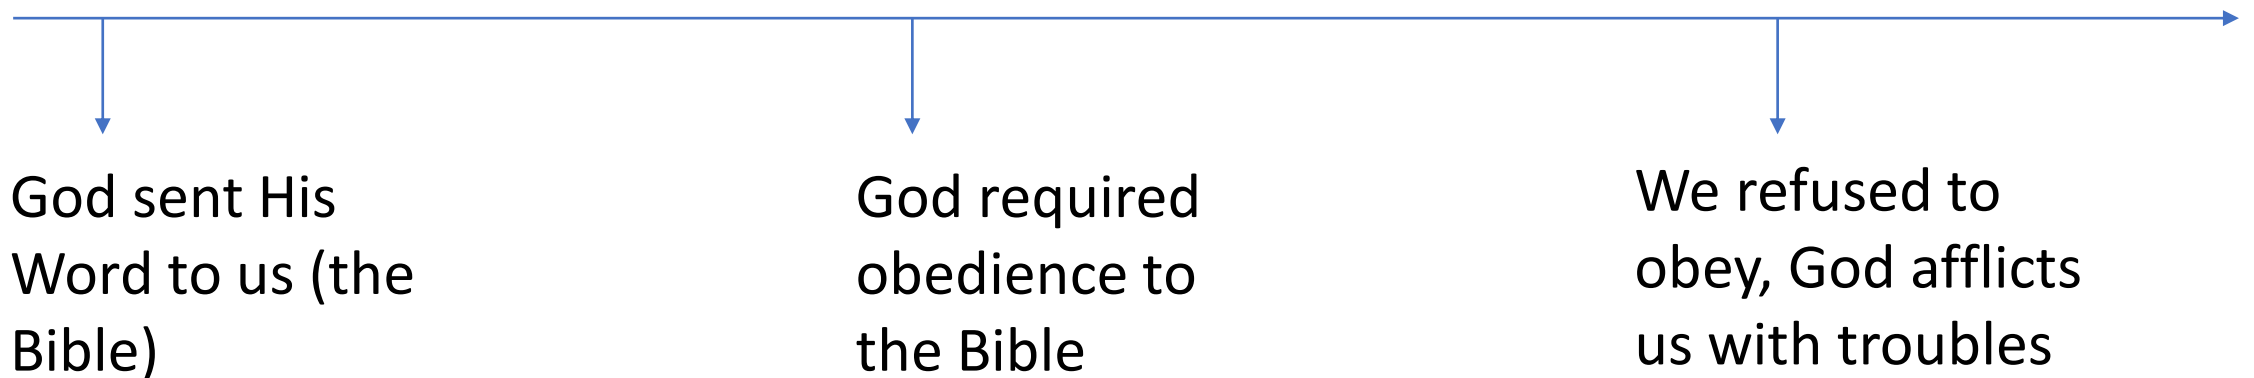 God sent His
Word to us (the
Bible)
God required
obedience to
the Bible
We refused to
obey, God afflicts
us with troubles